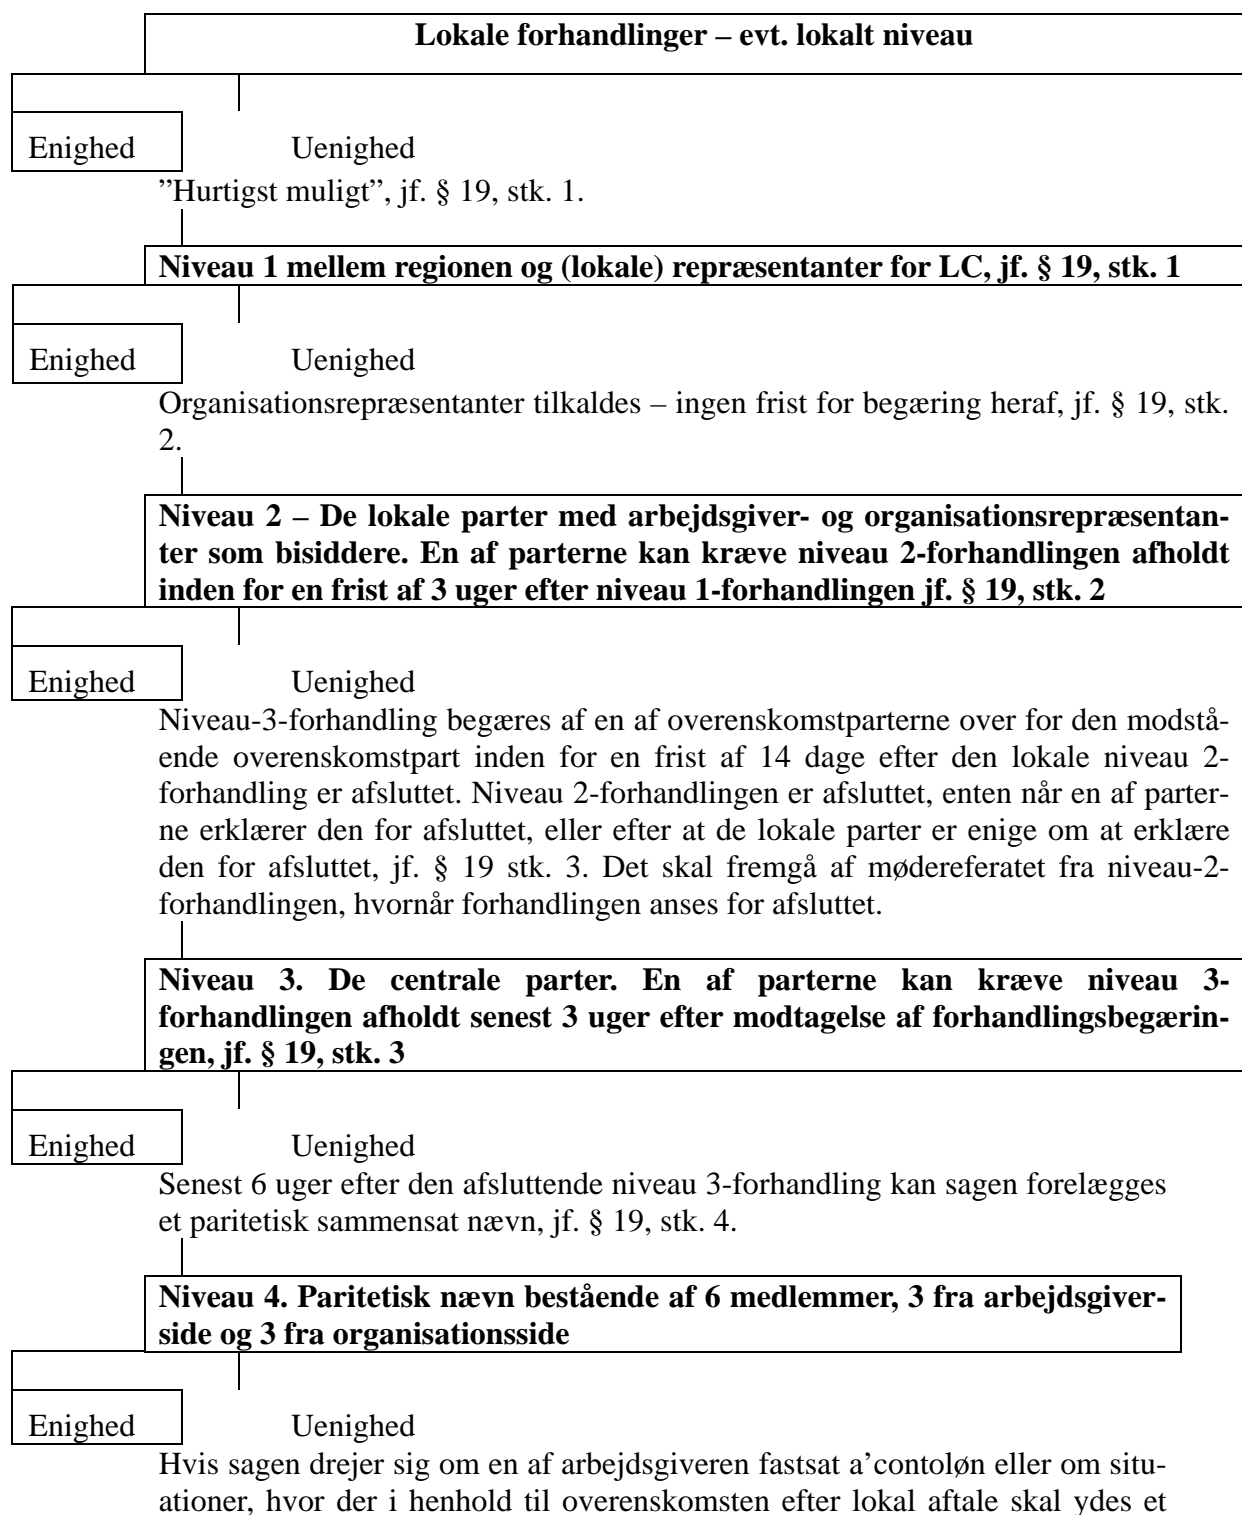 Lokale forhandlinger – evt. lokalt niveau
Enighed Uenighed
”Hurtigst muligt”, jf. § 19, stk. 1.
Niveau 1 mellem regionen og (lokale) repræsentanter for LC, jf. § 19, stk. 1
Enighed Uenighed
Organisationsrepræsentanter tilkaldes – ingen frist for begæring heraf, jf. § 19, stk.
2.
Niveau 2 – De lokale parter med arbejdsgiver- og organisationsrepræsentan-
ter som bisiddere. En af parterne kan kræve niveau 2-forhandlingen afholdt
inden for en frist af 3 uger efter niveau 1-forhandlingen jf. § 19, stk. 2
Enighed Uenighed
Niveau-3-forhandling begæres af en af overenskomstparterne over for den modstå-
ende overenskomstpart inden for en frist af 14 dage efter den lokale niveau 2-
forhandling er afsluttet. Niveau 2-forhandlingen er afsluttet, enten når en af parter-
ne erklærer den for afsluttet, eller efter at de lokale parter er enige om at erklære
den for afsluttet, jf. § 19 stk. 3. Det skal fremgå af mødereferatet fra niveau-2-
forhandlingen, hvornår forhandlingen anses for afsluttet.
Niveau 3. De centrale parter. En af parterne kan kræve niveau 3-
forhandlingen afholdt senest 3 uger efter modtagelse af forhandlingsbegærin-
gen, jf. § 19, stk. 3
Enighed Uenighed
Senest 6 uger efter den afsluttende niveau 3-forhandling kan sagen forelægges
et paritetisk sammensat nævn, jf. § 19, stk. 4.
Niveau 4. Paritetisk nævn bestående af 6 medlemmer, 3 fra arbejdsgiver-
side og 3 fra organisationsside
Enighed Uenighed
Hvis sagen drejer sig om en af arbejdsgiveren fastsat a’contoløn eller om situ-
ationer, hvor der i henhold til overenskomsten efter lokal aftale skal ydes et